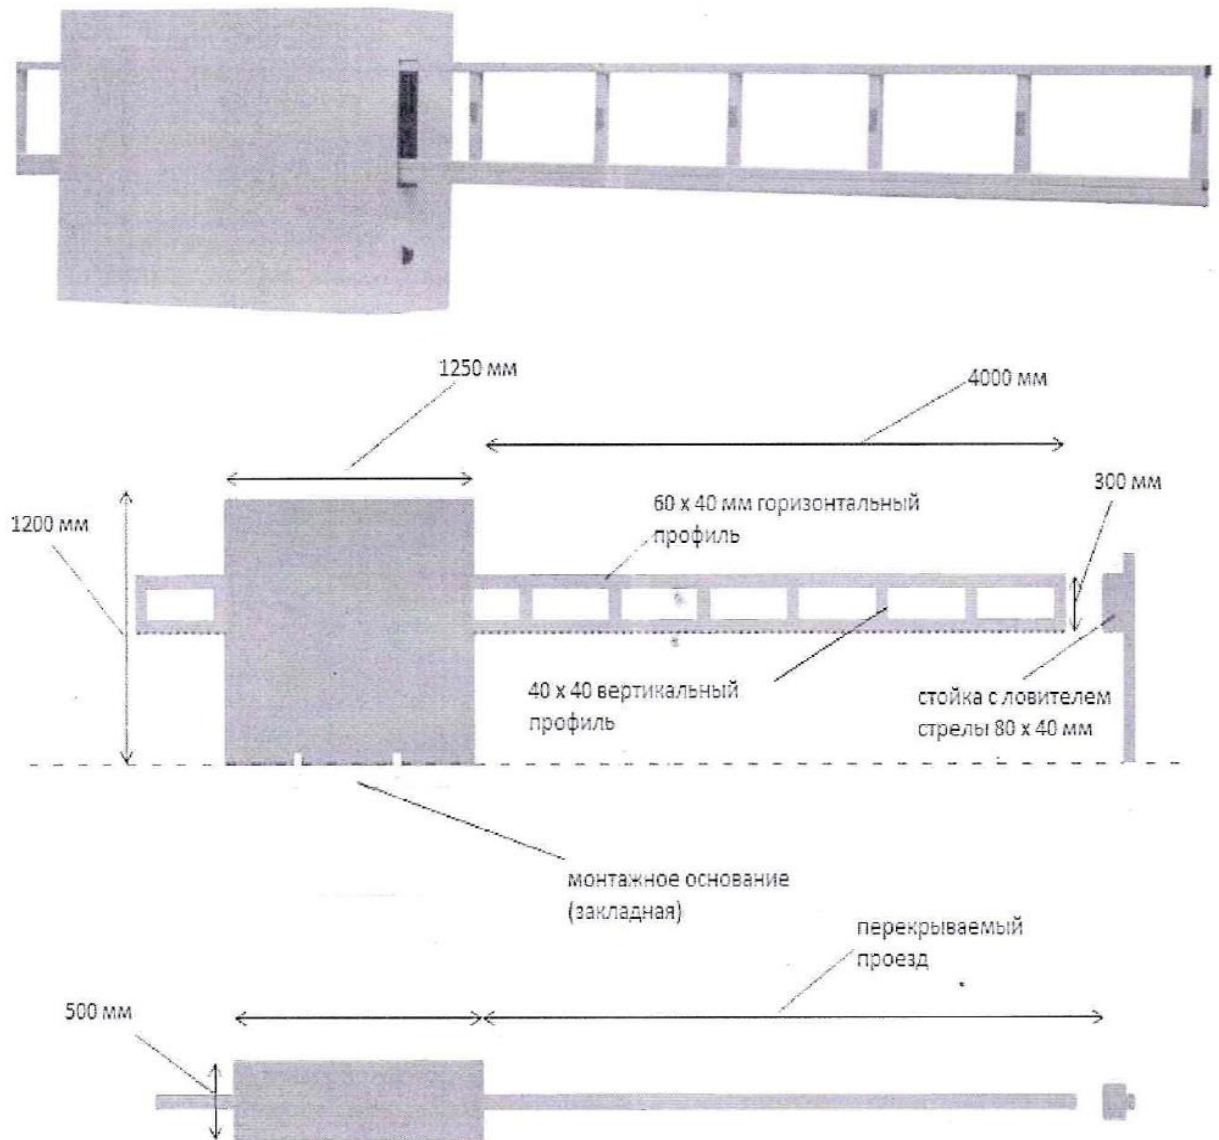 1250 мм
4000 мм
300 мм
1200 мм
60 х 40 мм горизонтальный
профиль
40 х 40 вертикальный
профиль
стойка с ловителем
стрелы 80 х 40 мм
монтажное основание
(закладная)
перекрываемый
проезд
500 мм